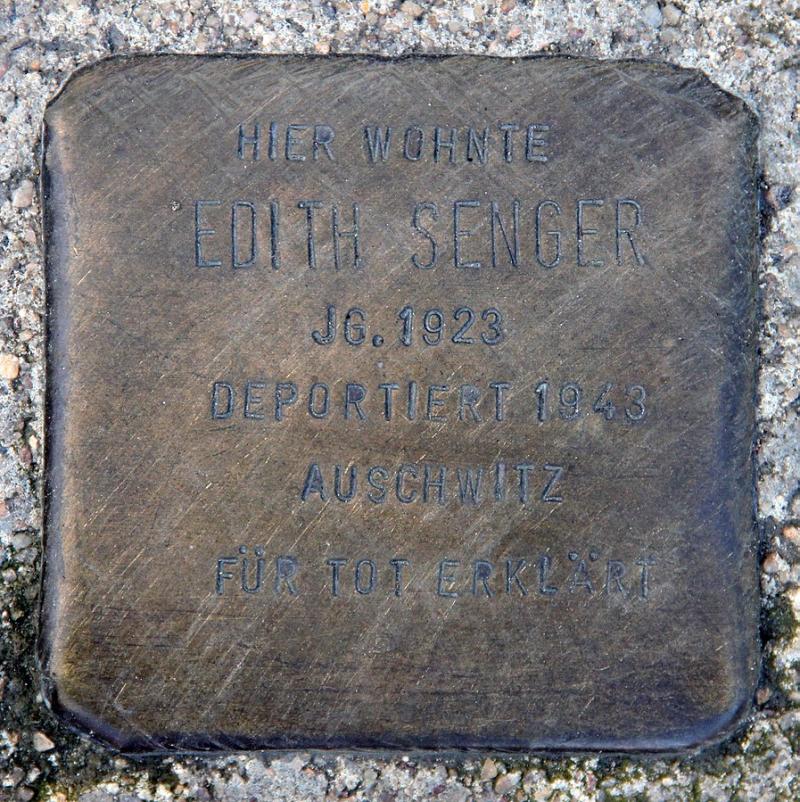 HIER WOHNTE
EDITH SENGER
JG. 1923
DEPORTIERT 1943
AUSCHWITZ
FÜR TOT ERKLÄRT